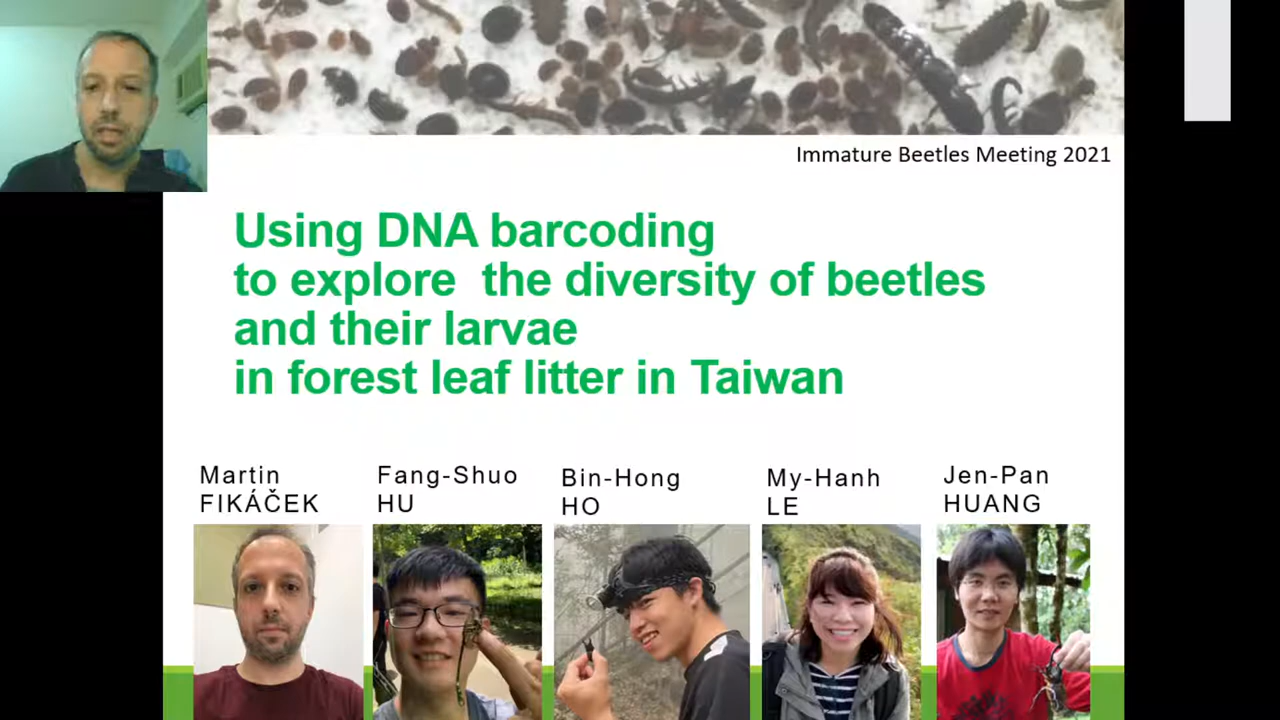 Immature Beetles Meeting 2021
Using DNA barcoding
to explore the diversity of beetles
and their larvae
in forest leaf litter in Taiwan
Martin
FIKÁČEK
Fang-Shuo
HU
Bin-Hong
HO
My-Hanh
LE
Jen-Pan
HUANG